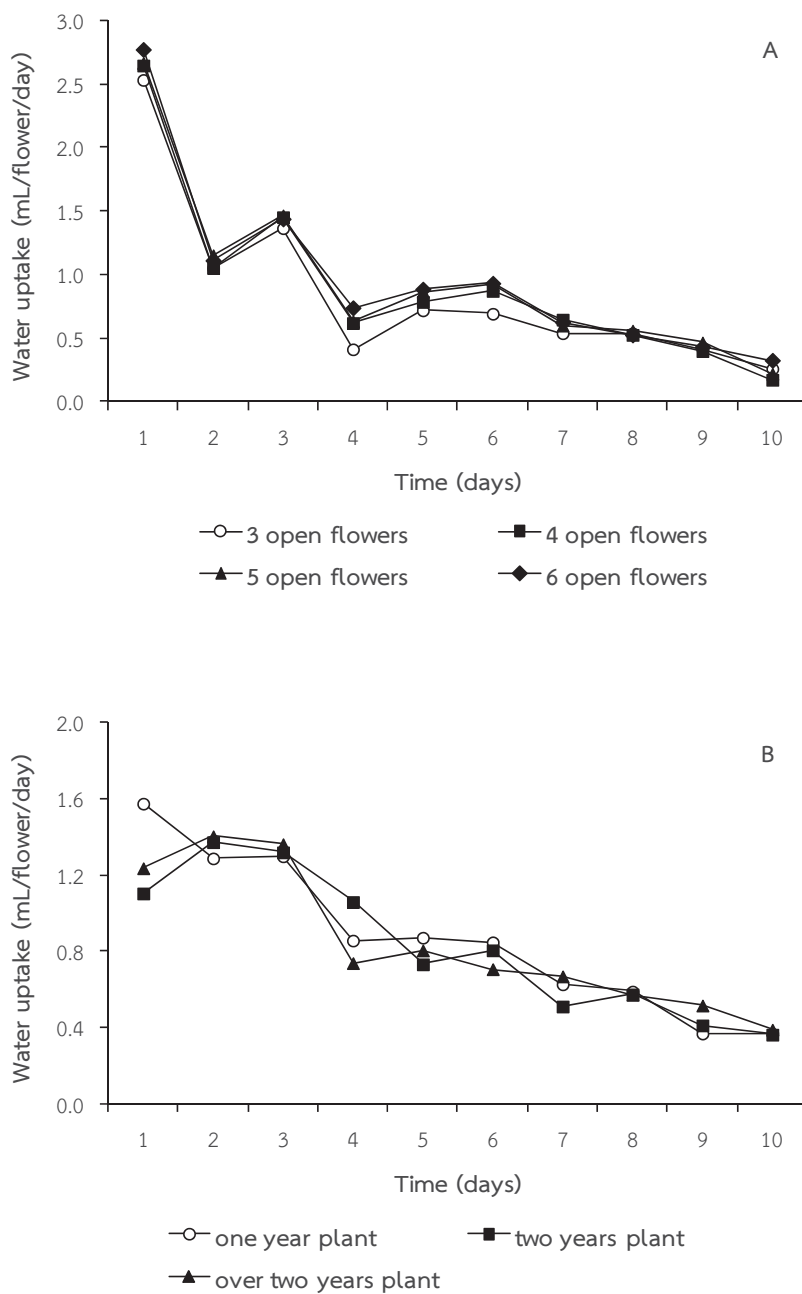 A
Water uptake (mL/flower/day)
3.0
2.5
2.0
1.5
1.0
0.5
0.0
1 2 3 4 5 6 7 8 9 10
Time (days)
3 open flowers 4 open flowers
5 open flowers 6 open flowers
B
Water uptake (mL/flower/day)
2.0
1.6
1.2
0.8
0.4
0.0
1 2 3 4 5 6 7 8 9 10
Time (days)
one year plant two years plant
over two years plant